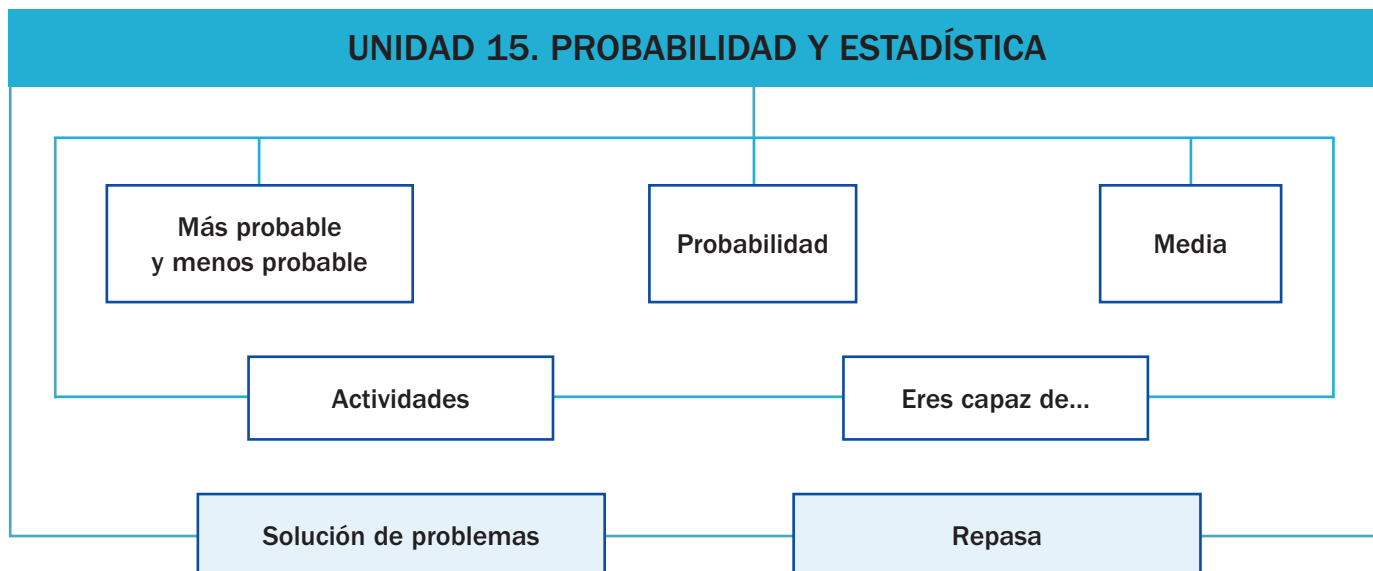 UNIDAD 15. PROBABILIDAD Y ESTADÍSTICA
Más probable
y menos probable
Probabilidad
Media
Actividades
Eres capaz de...
Solución de problemas
Repasa